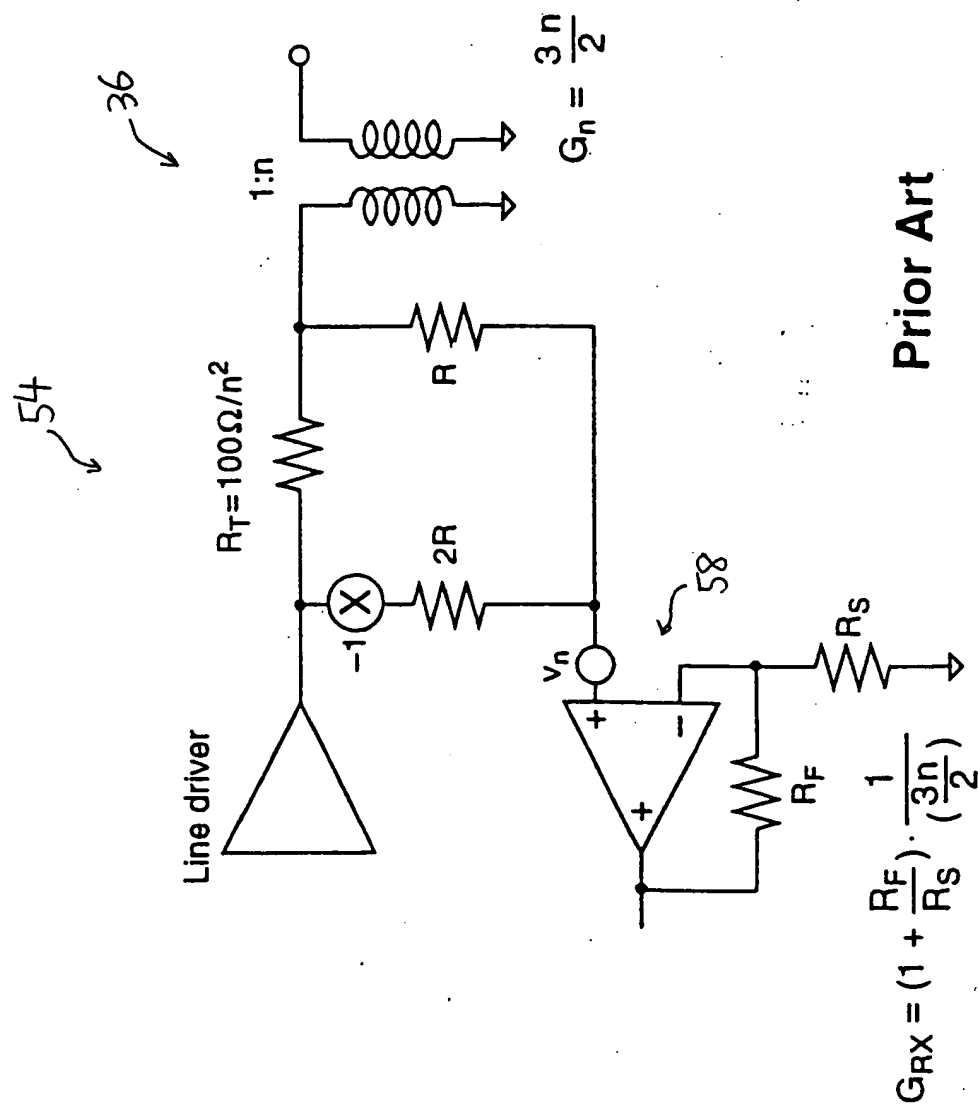 54
36
1:n
R_T=100Ω/n²
G_n = 3n/2
Line driver
-1
2R
R
v_n
58
+
-
+
R_F
R_S
G_RX = (1 + R_F/R_S) · 1/(3n/2)
Prior Art